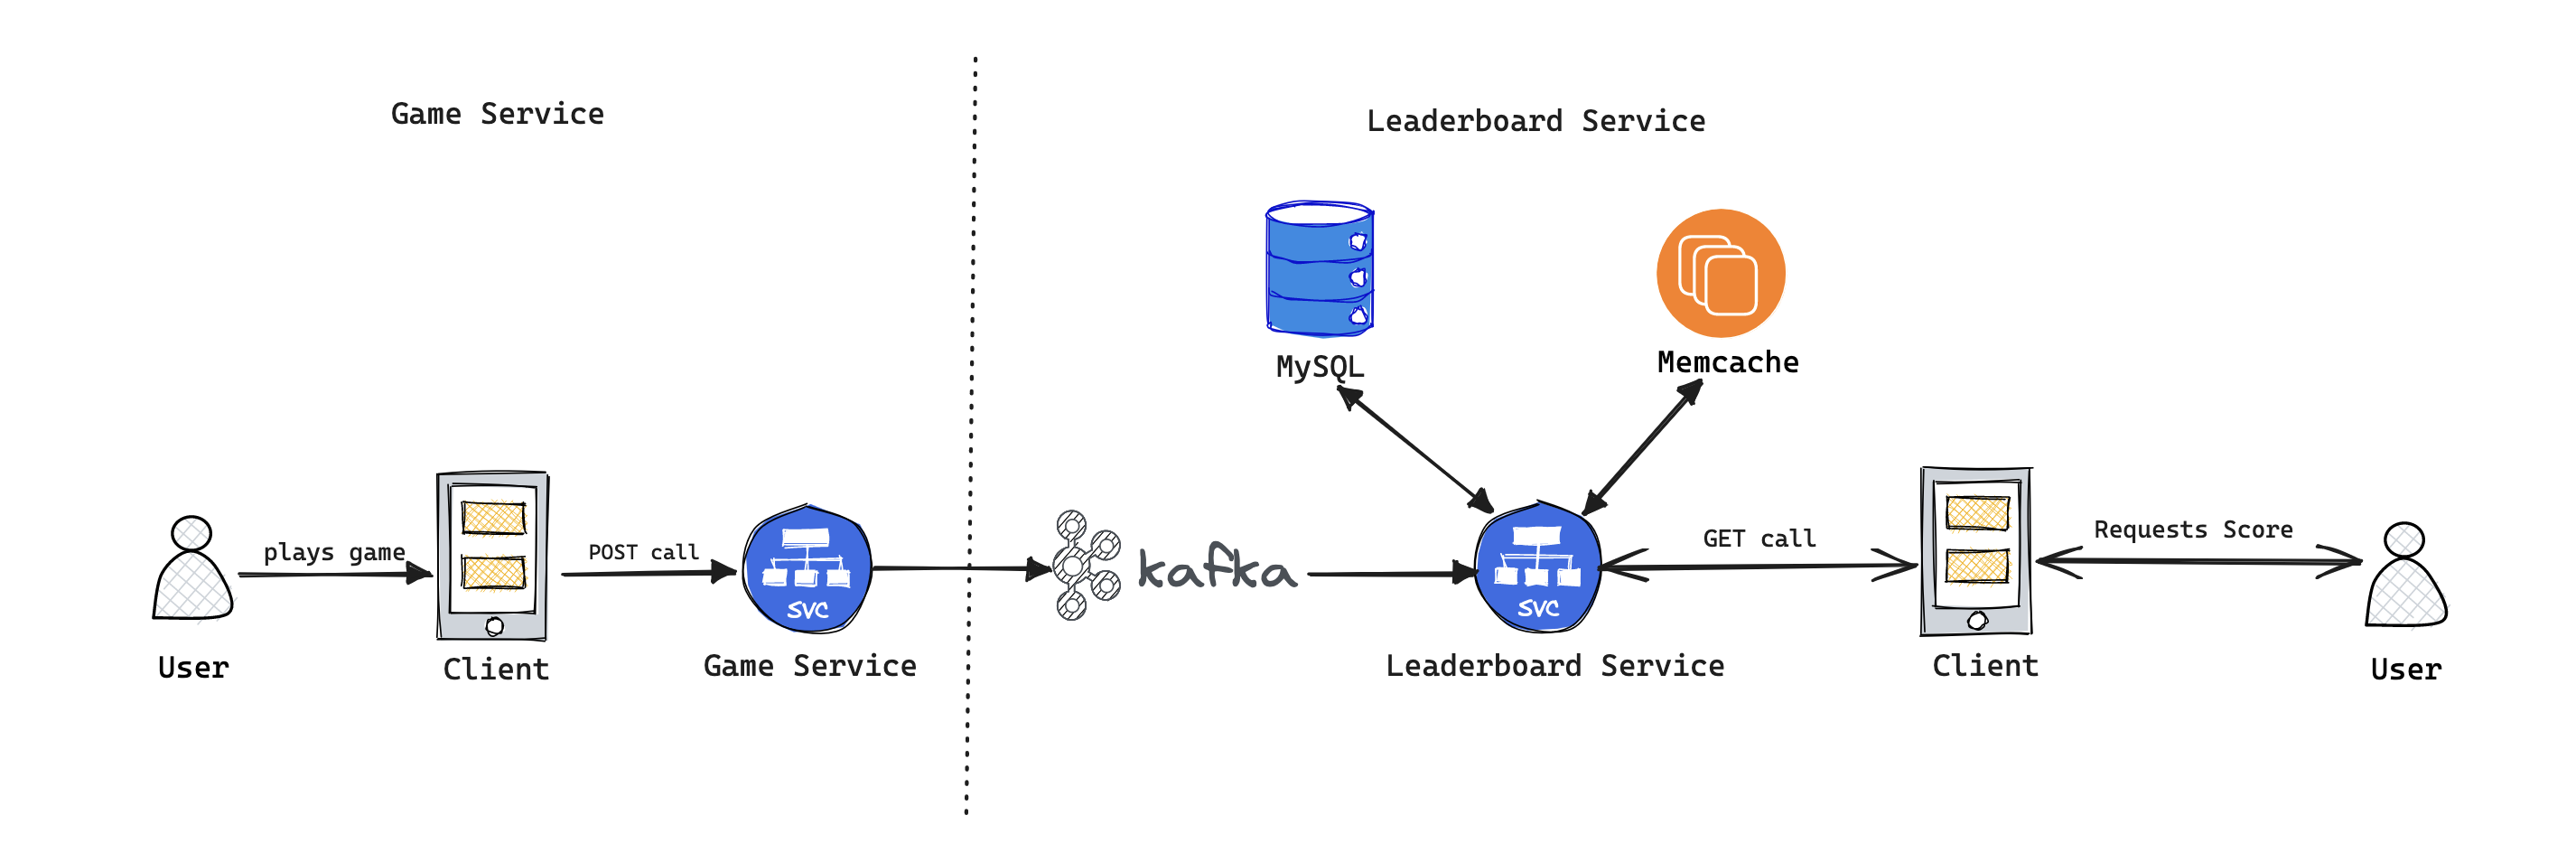 Game Service
Leaderboard Service
MySQL
Memcache
plays game
POST call
SVC
kafka
SVC
GET call
Requests Score
User
Client
Game Service
Leaderboard Service
Client
User